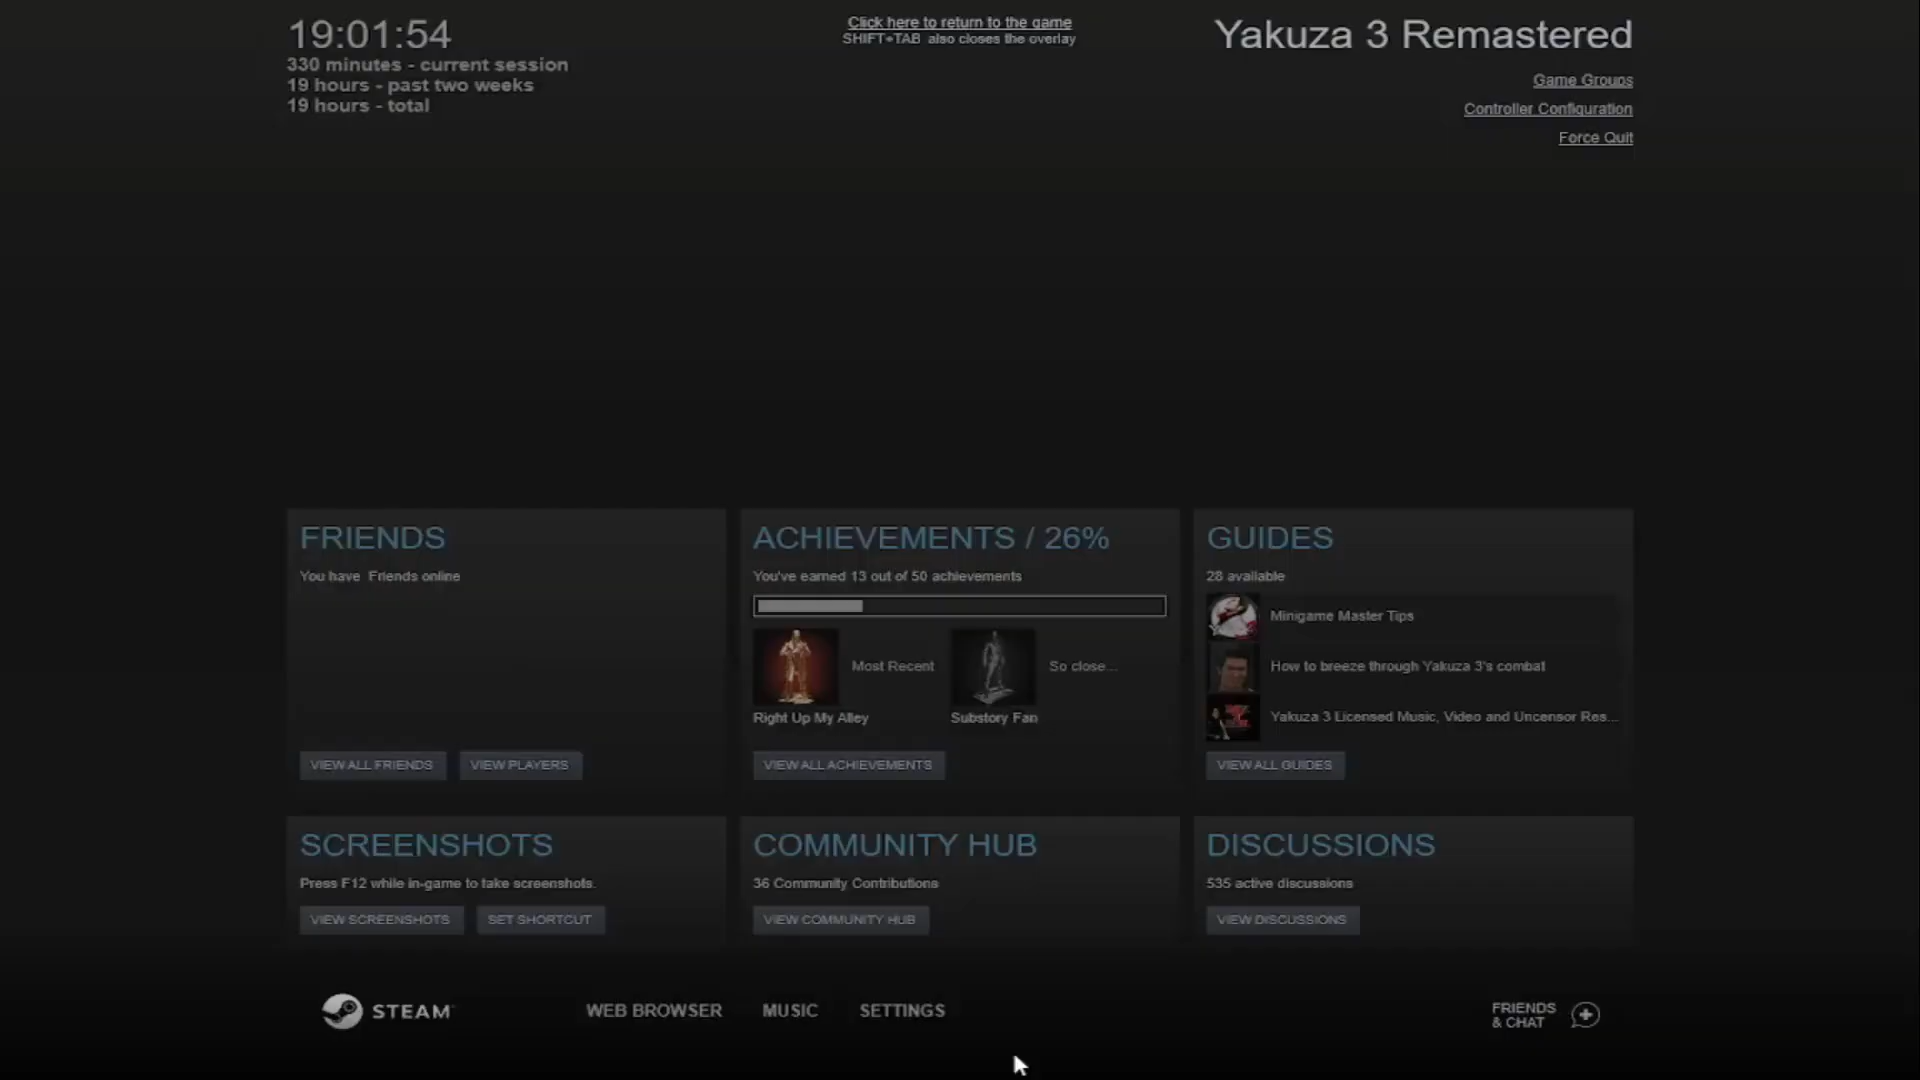 19:01:54
330 minutes - current session
19 hours - past two weeks
19 hours - total
Click here to return to the game
SHIFT+TAB also closes the overlay
Yakuza 3 Remastered
Game Groups
Controller Configuration
Force Quit
FRIENDS
You have Friends online
VIEW ALL FRIENDS
VIEW PLAYERS
ACHIEVEMENTS / 26%
You've earned 13 out of 50 achievements
Most Recent
So close...
Right Up My Alley
Substory Fan
VIEW ALL ACHIEVEMENTS
GUIDES
28 available
Minigame Master Tips
How to breeze through Yakuza 3's combat
Yakuza 3 Licensed Music, Video and Uncensor Res...
VIEW ALL GUIDES
SCREENSHOTS
Press F12 while in-game to take screenshots.
VIEW SCREENSHOTS
SET SHORTCUT
COMMUNITY HUB
36 Community Contributions
VIEW COMMUNITY HUB
DISCUSSIONS
535 active discussions
VIEW DISCUSSIONS
STEAM
WEB BROWSER
MUSIC
SETTINGS
FRIENDS
& CHAT